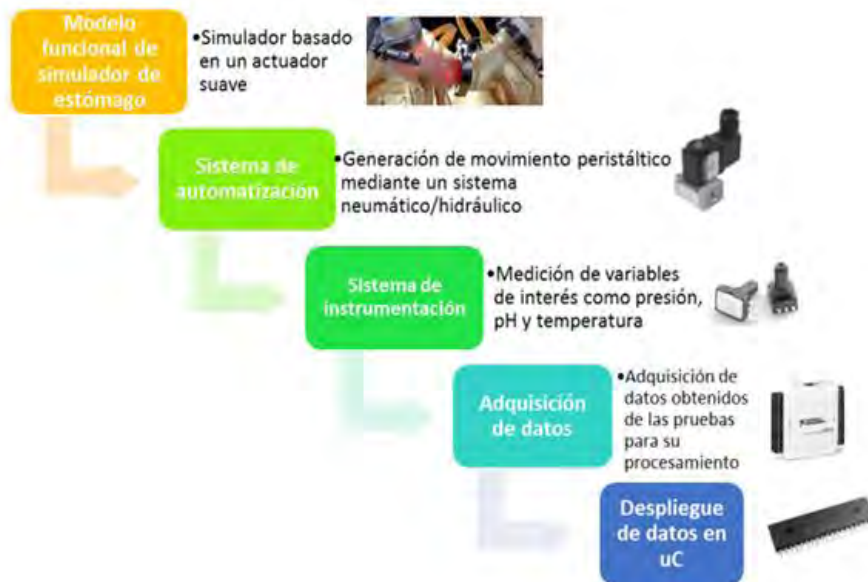 Modelo
funcional de
simulador de
estómago
•Simulador basado
en un actuador
suave
Sistema de
automatización
•Generación de movimiento peristáltico
mediante un sistema
neumático/hidráulico
Sistema de
instrumentación
•Medición de variables
de interés como presión,
pH y temperatura
Adquisición
de datos
•Adquisición de
datos obtenidos
de las pruebas
para su
procesamiento
Despliegue
de datos en
uC